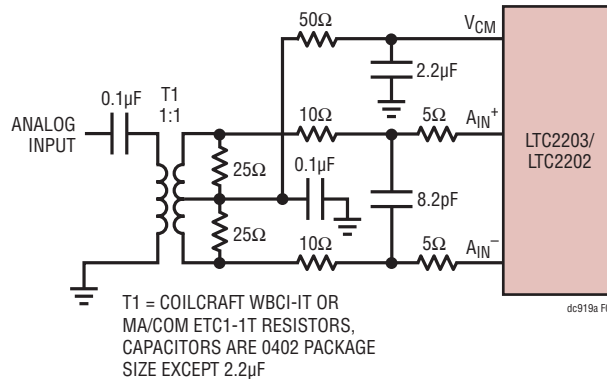 50Ω
VCM
2.2µF
0.1µF
T1
1:1
10Ω
5Ω
AIN+
ANALOG
INPUT
LTC2203/
LTC2202
25Ω
0.1µF
8.2pF
25Ω
10Ω
5Ω
AIN–
dc919a F
T1 = COILCRAFT WBCI-IT OR
MA/COM ETC1-1T RESISTORS,
CAPACITORS ARE 0402 PACKAGE
SIZE EXCEPT 2.2µF